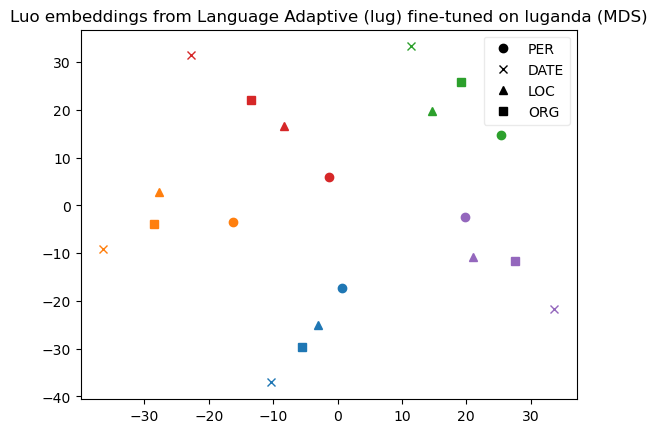 Luo embeddings from Language Adaptive (lug) fine-tuned on luganda (MDS)
PER
DATE
LOC
ORG
30
20
10
0
−10
−20
−30
−40
−30 −20 −10 0 10 20 30